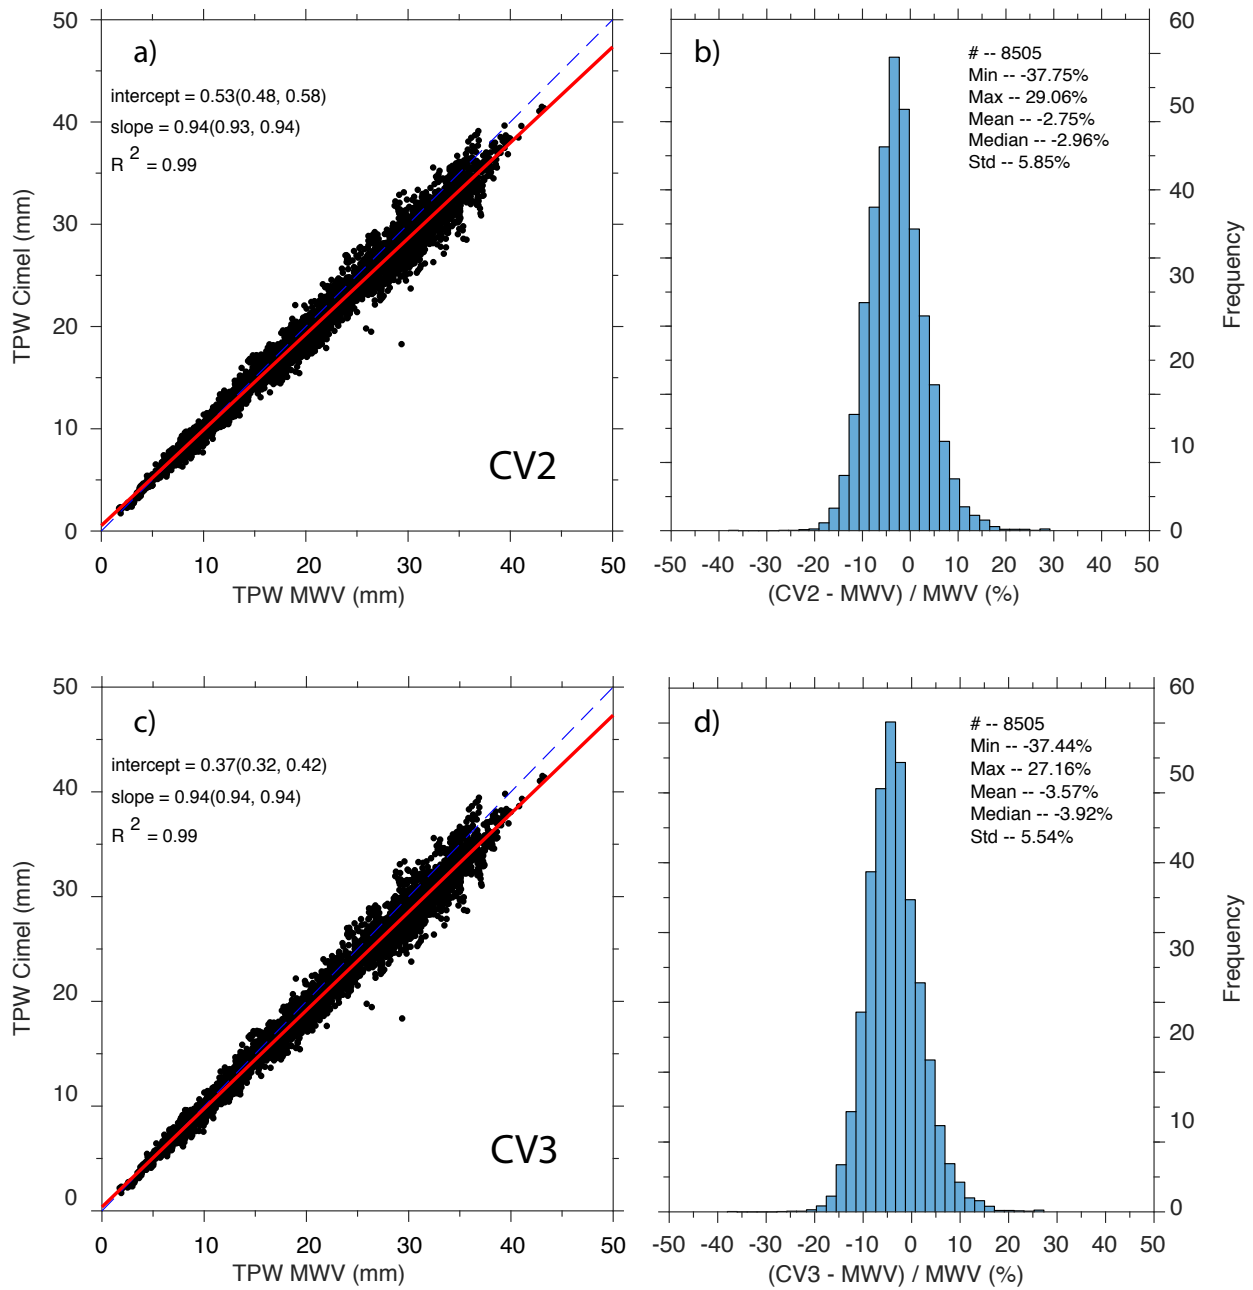 a)
intercept = 0.53(0.48, 0.58)
slope = 0.94(0.93, 0.94)
R 2 = 0.99
CV2
50
40
30
20
10
0
TPW Cimel (mm)
0 10 20 30 40 50
TPW MWV (mm)
b)
# -- 8505
Min -- -37.75%
Max -- 29.06%
Mean -- -2.75%
Median -- -2.96%
Std -- 5.85%
60
50
40
30
20
10
0
Frequency
-50 -40 -30 -20 -10 0 10 20 30 40 50
(CV2 - MWV) / MWV (%)
c)
intercept = 0.37(0.32, 0.42)
slope = 0.94(0.94, 0.94)
R 2 = 0.99
CV3
50
40
30
20
10
0
TPW Cimel (mm)
0 10 20 30 40 50
TPW MWV (mm)
d)
# -- 8505
Min -- -37.44%
Max -- 27.16%
Mean -- -3.57%
Median -- -3.92%
Std -- 5.54%
60
50
40
30
20
10
0
Frequency
-50 -40 -30 -20 -10 0 10 20 30 40 50
(CV3 - MWV) / MWV (%)